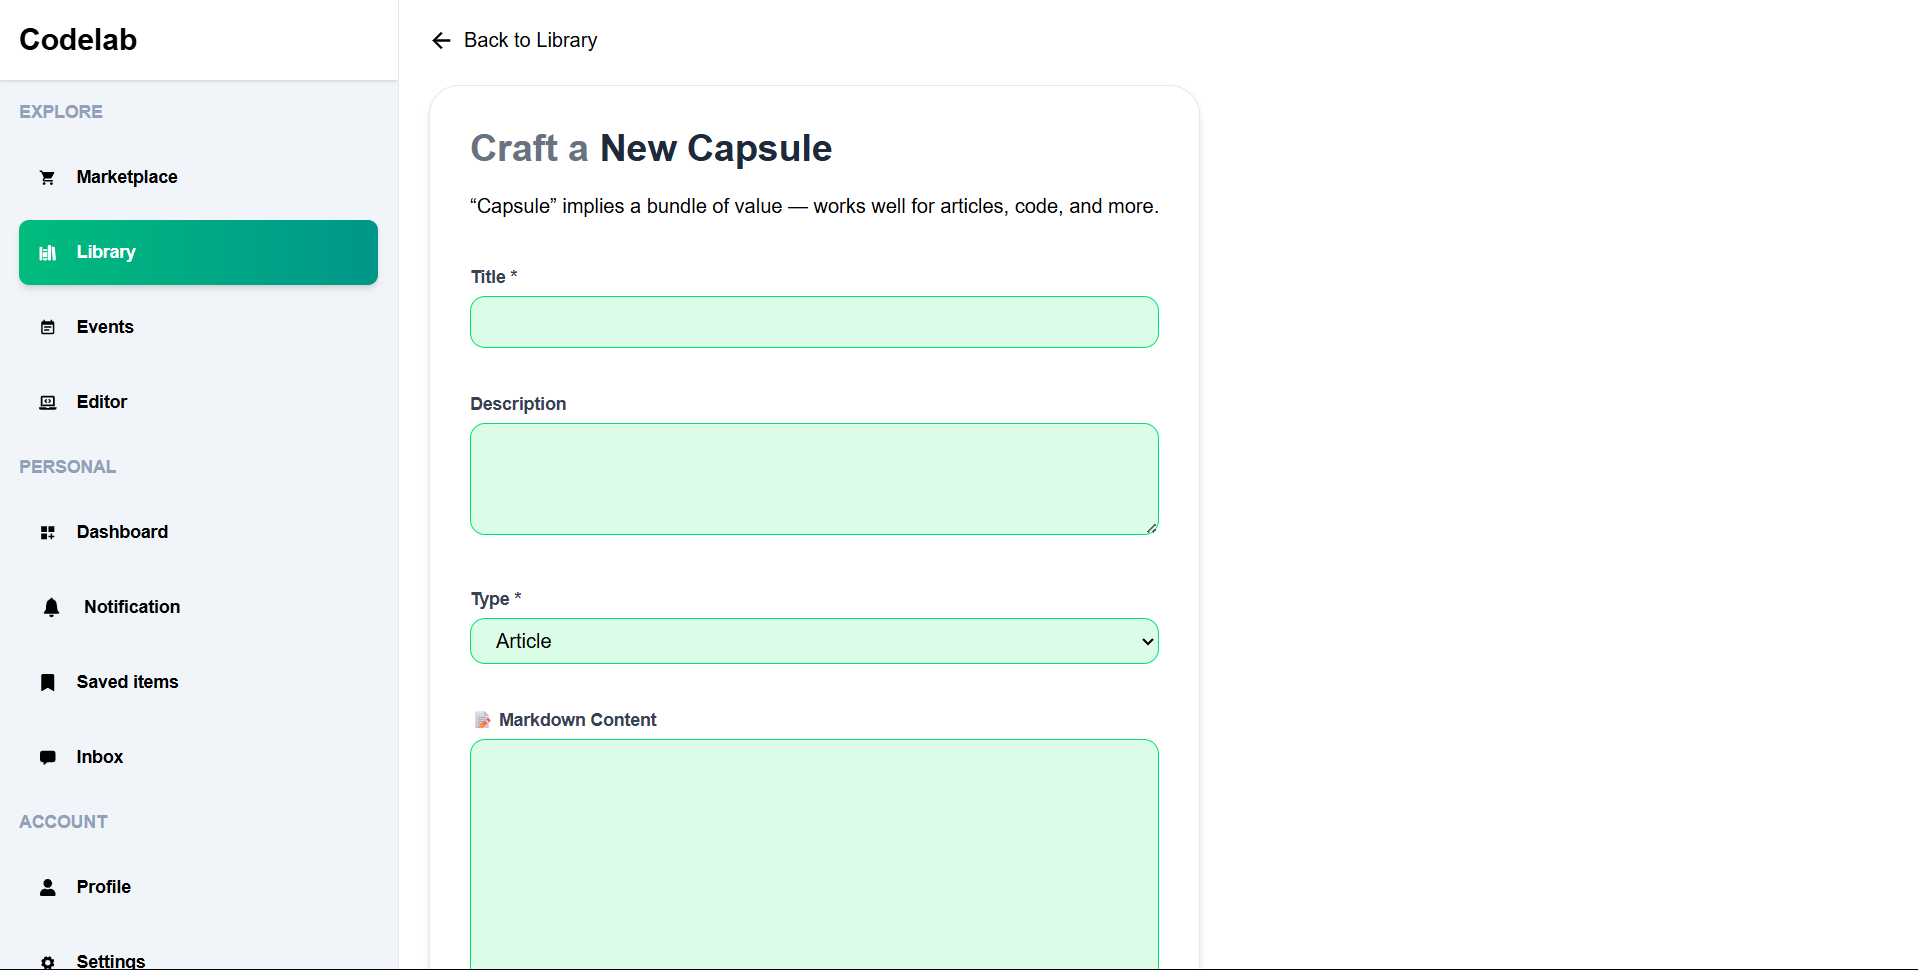 Codelab
EXPLORE
Marketplace
Library
Events
Editor
PERSONAL
Dashboard
Notification
Saved items
Inbox
ACCOUNT
Profile
Settings
Back to Library
Craft a New Capsule
“Capsule” implies a bundle of value — works well for articles, code, and more.
Title *
Description
Type *
Article
Markdown Content